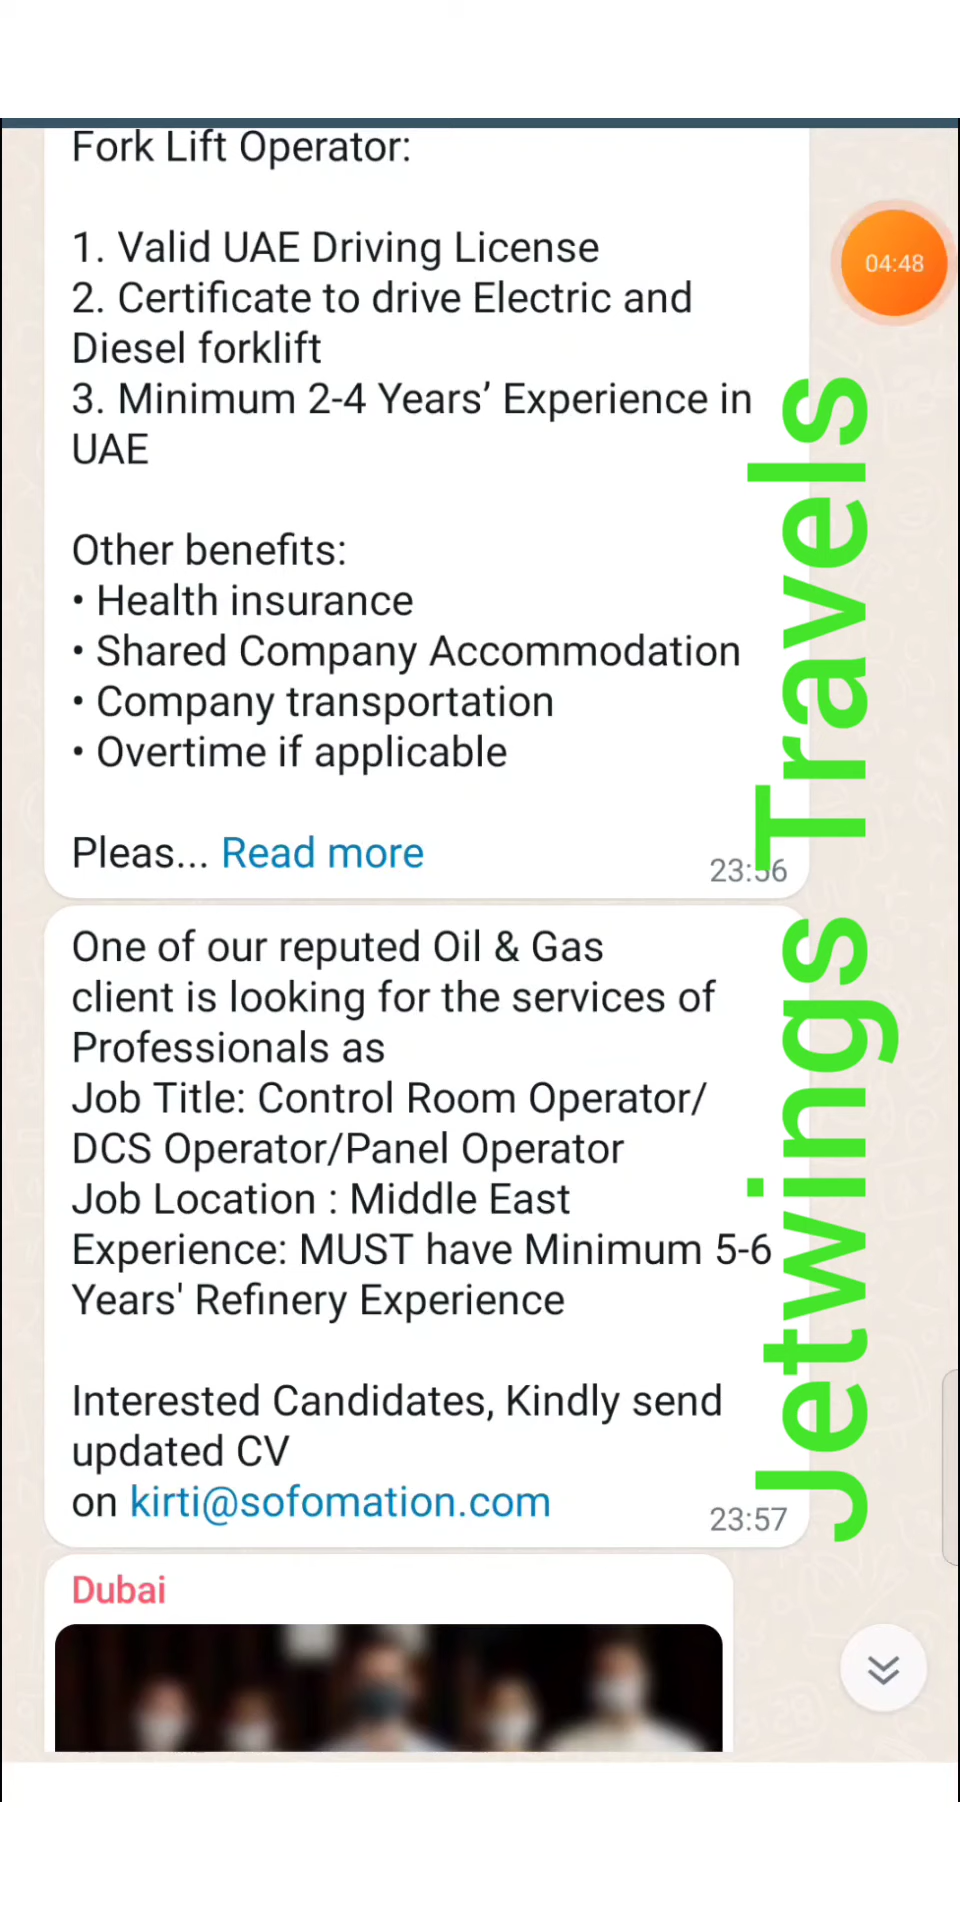 Fork Lift Operator:
1. Valid UAE Driving License
04:48
2. Certificate to drive Electric and
Diesel forklift
3. Minimum 2-4 Years’ Experience in
UAE
Other benefits:
• Health insurance
• Shared Company Accommodation
• Company transportation
• Overtime if applicable
Pleas... Read more
23:56
One of our reputed Oil & Gas
client is looking for the services of
Professionals as
Job Title: Control Room Operator/
DCS Operator/Panel Operator
Job Location : Middle East
Experience: MUST have Minimum 5-6
Years' Refinery Experience
Interested Candidates, Kindly send
updated CV
on kirti@sofomation.com
23:57
Dubai
Jetwings Travels